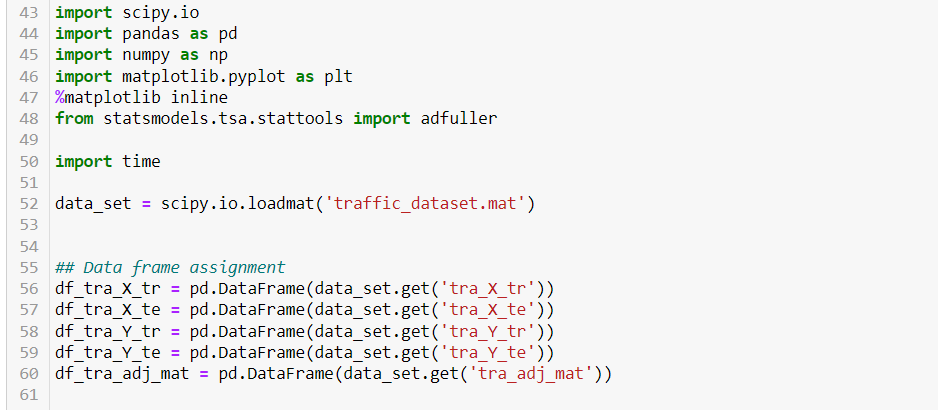 43 import scipy.io
44 import pandas as pd
45 import numpy as np
46 import matplotlib.pyplot as plt
47 %matplotlib inline
48 from statsmodels.tsa.stattools import adfuller
49
50 import time
51
52 data_set = scipy.io.loadmat('traffic_dataset.mat')
53
54
55 ## Data frame assignment
56 df_tra_X_tr = pd.DataFrame(data_set.get('tra_X_tr'))
57 df_tra_X_te = pd.DataFrame(data_set.get('tra_X_te'))
58 df_tra_Y_tr = pd.DataFrame(data_set.get('tra_Y_tr'))
59 df_tra_Y_te = pd.DataFrame(data_set.get('tra_Y_te'))
60 df_tra_adj_mat = pd.DataFrame(data_set.get('tra_adj_mat'))
61